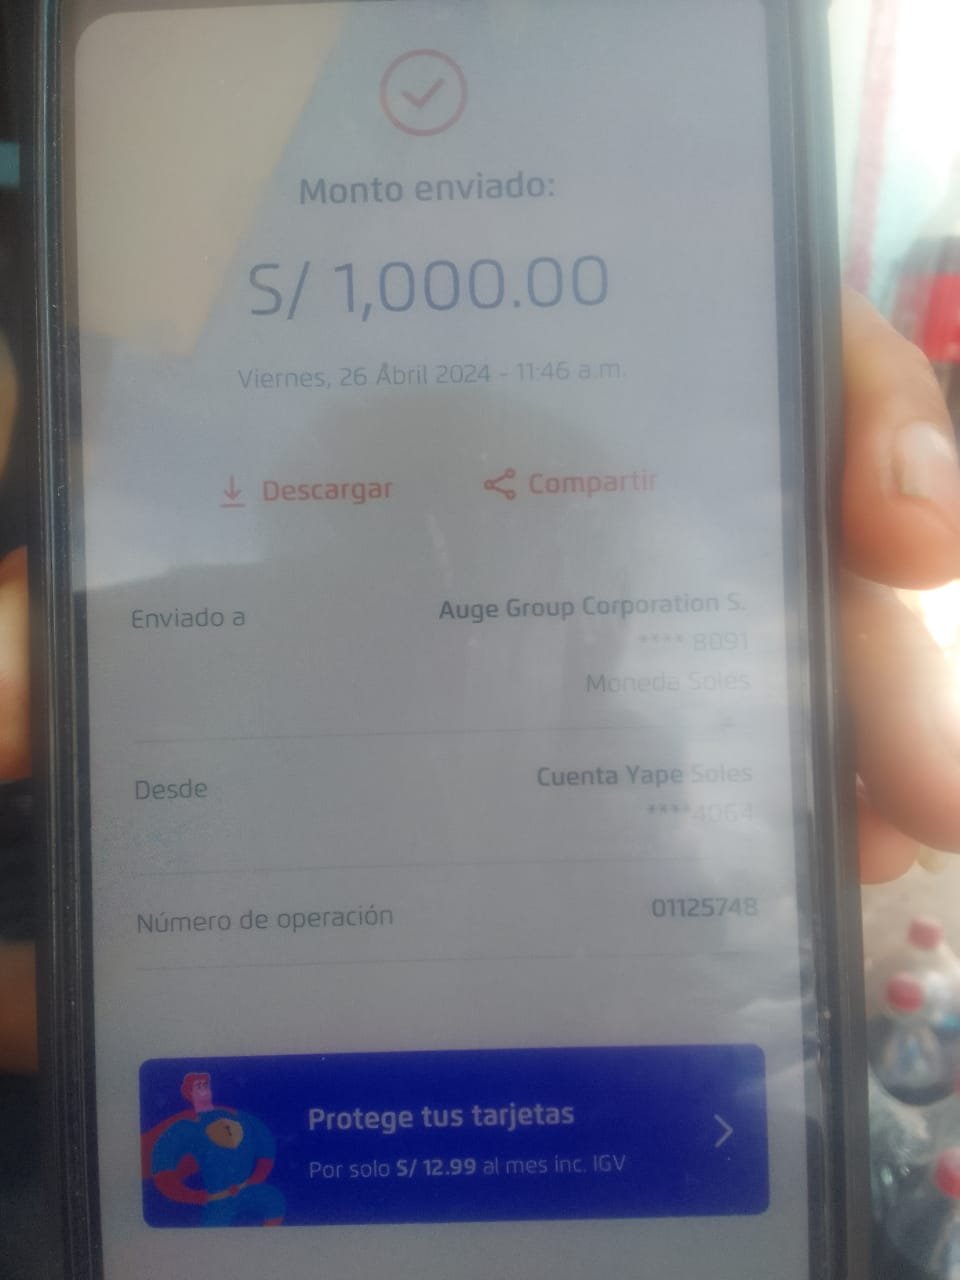 Monto enviado:
S/ 1,000.00
Viernes, 26 Abril 2024 - 11:46 a.m.
Descargar
Compartir
Enviado a
Auge Group Corporation S.
**** 8091
Moneda Soles
Desde
Cuenta Yape Soles
****4064
Número de operación
01125748
Protege tus tarjetas
Por solo S/ 12.99 al mes inc. IGV